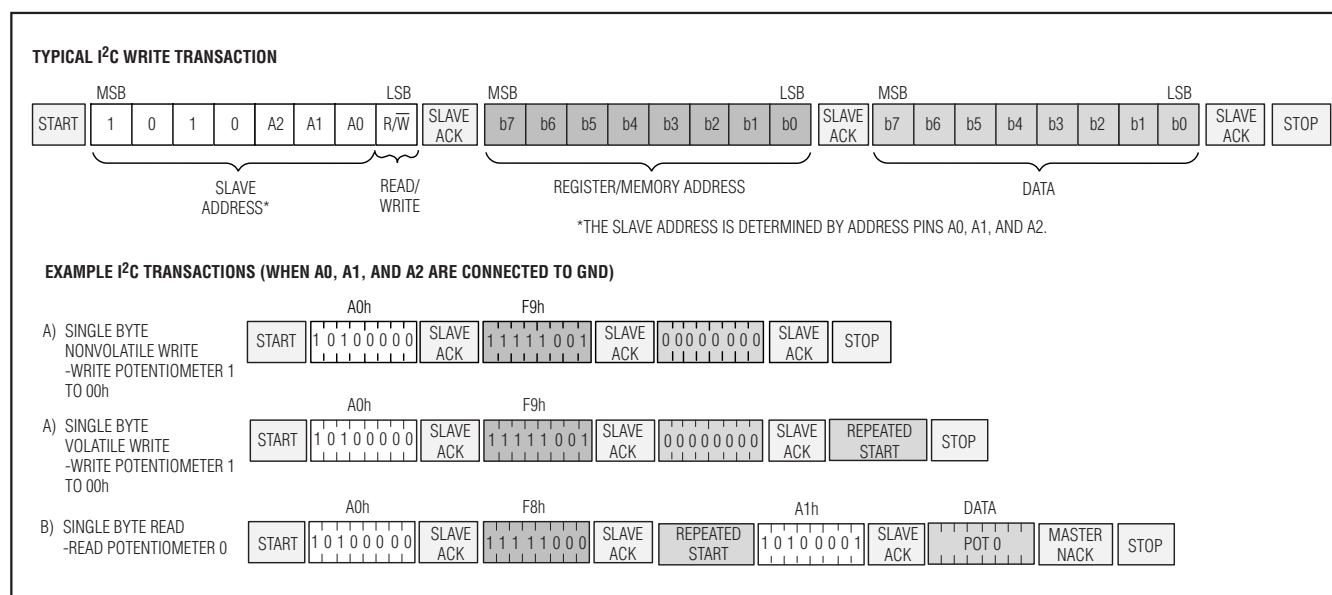 TYPICAL I²C WRITE TRANSACTION
MSB LSB MSB LSB MSB LSB
START 1 0 1 0 A2 A1 A0 R/W̅ SLAVE ACK b7 b6 b5 b4 b3 b2 b1 b0 SLAVE ACK b7 b6 b5 b4 b3 b2 b1 b0 SLAVE ACK STOP
SLAVE ADDRESS* READ/WRITE REGISTER/MEMORY ADDRESS DATA
*THE SLAVE ADDRESS IS DETERMINED BY ADDRESS PINS A0, A1, AND A2.
EXAMPLE I²C TRANSACTIONS (WHEN A0, A1, AND A2 ARE CONNECTED TO GND)
A0h F9h
A) SINGLE BYTE
NONVOLATILE WRITE
-WRITE POTENTIOMETER 1
TO 00h
START 1 0 1 0 0 0 0 0 SLAVE ACK 1 1 1 1 1 0 0 1 SLAVE ACK 0 0 0 0 0 0 0 0 SLAVE ACK STOP
A0h F9h
A) SINGLE BYTE
VOLATILE WRITE
-WRITE POTENTIOMETER 1
TO 00h
START 1 0 1 0 0 0 0 0 SLAVE ACK 1 1 1 1 1 0 0 1 SLAVE ACK 0 0 0 0 0 0 0 0 SLAVE ACK REPEATED START STOP
A0h F8h A1h DATA
B) SINGLE BYTE READ
-READ POTENTIOMETER 0
START 1 0 1 0 0 0 0 0 SLAVE ACK 1 1 1 1 1 0 0 0 SLAVE ACK REPEATED START 1 0 1 0 0 0 0 1 SLAVE ACK POT 0 MASTER NACK STOP